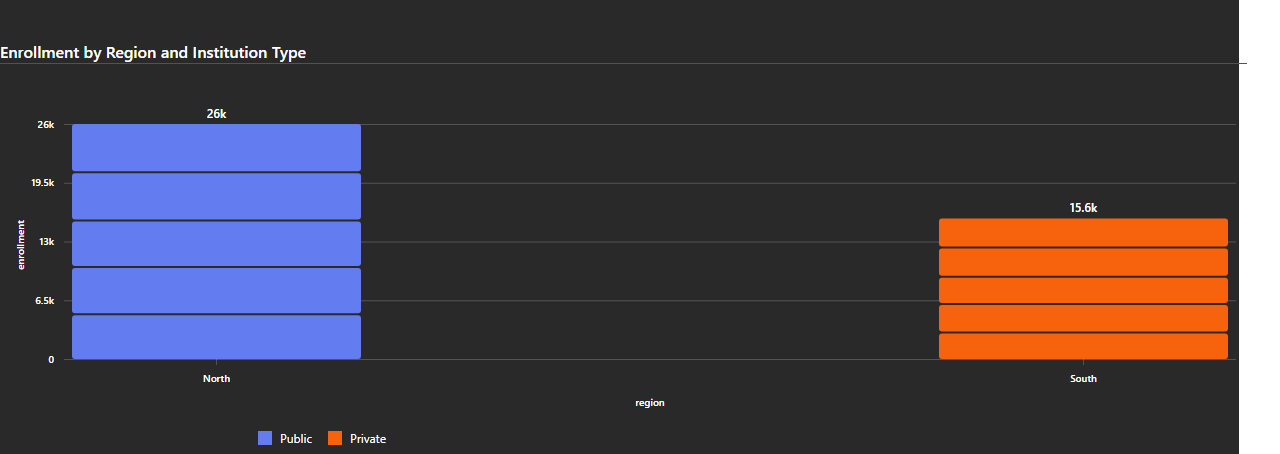 Enrollment by Region and Institution Type
26k
26k
19.5k
15.6k
13k
enrollment
6.5k
0
North
South
region
Public
Private